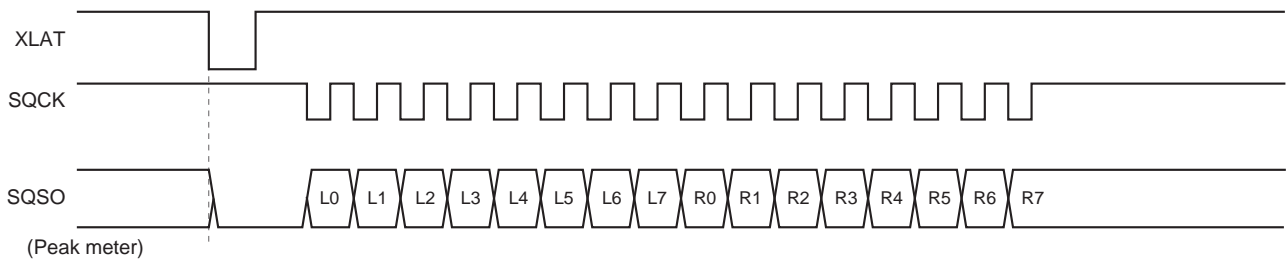 XLAT
SQCK
SQSO
L0 L1 L2 L3 L4 L5 L6 L7 R0 R1 R2 R3 R4 R5 R6 R7
(Peak meter)